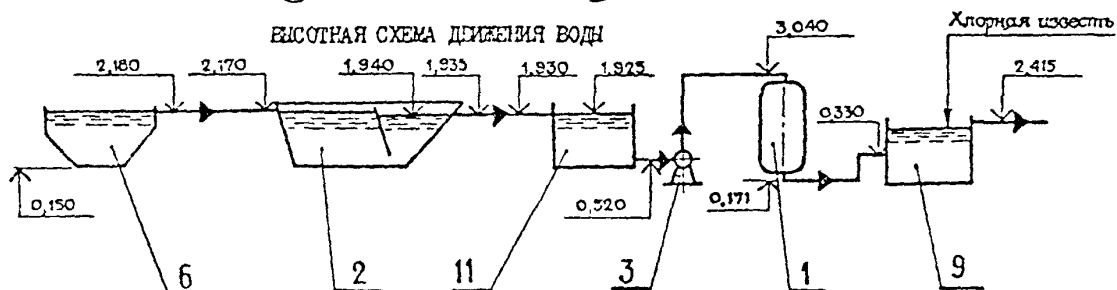 ВЫСОТНАЯ СХЕМА ДВИЖЕНИЯ ВОДЫ
Хлорная известь
2,180 2,170 1,940 1,935 1,930 1,925 3,040 2,415
0,330
0,150 0,520 0,171
6 2 11 3 1 9